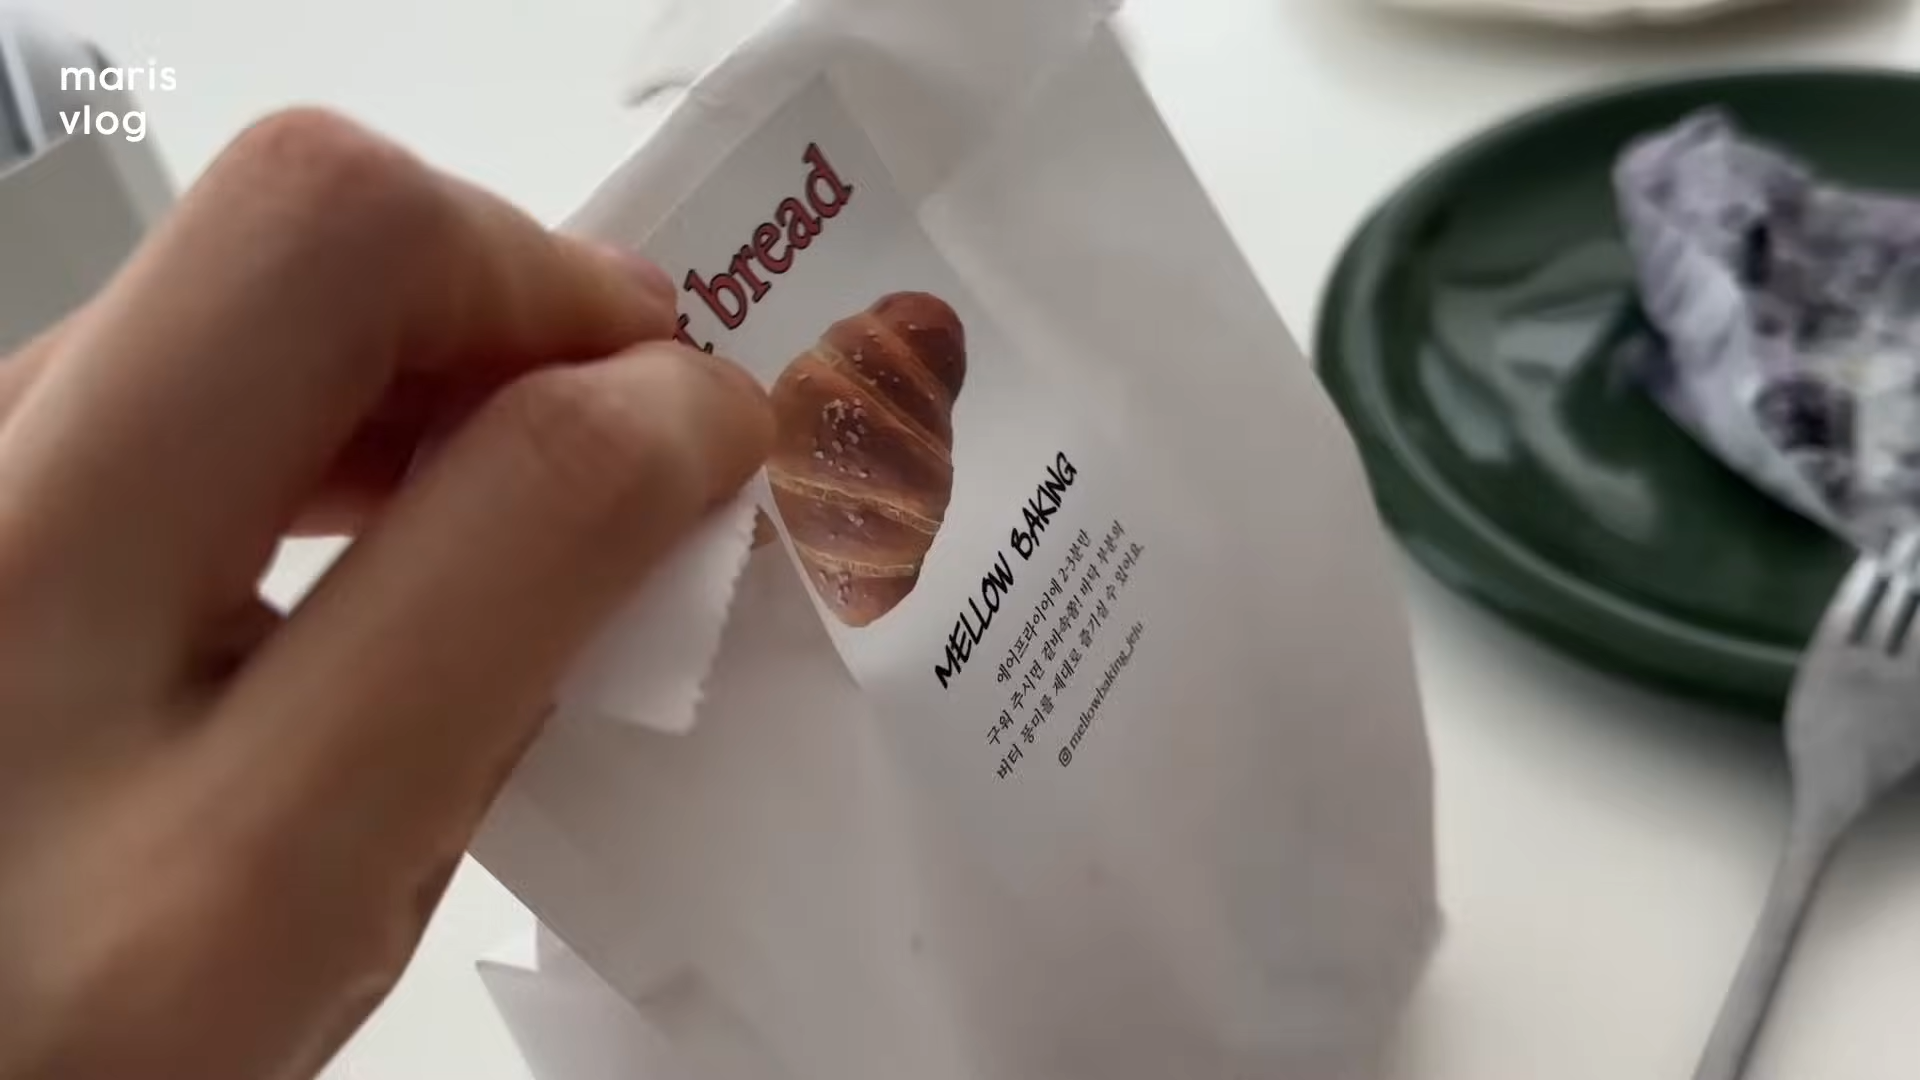 maris
vlog
bread
MELLOW BAKING
에어프라이어에 2-3분만
구워 주시면 겉바속쫄! 바닥 부분의
버터 풍미를 제대로 즐기실 수 있어요.
@mellowbaking_jeju